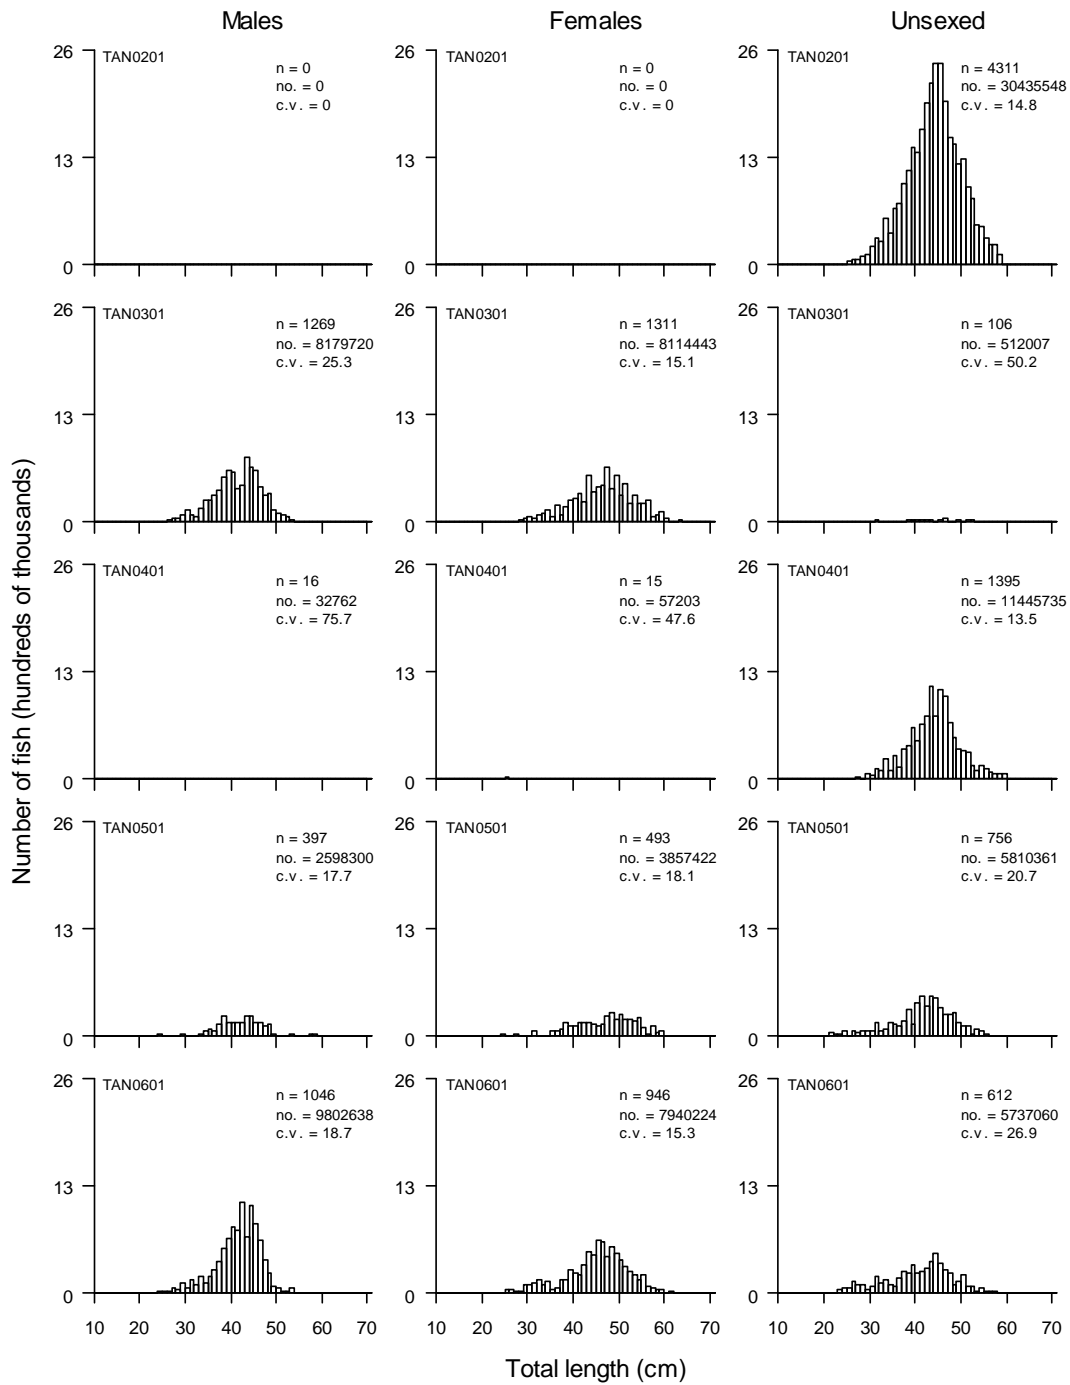 Males Females Unsexed
26 TAN0201 n = 0 26 TAN0201 n = 0 26 TAN0201 n = 4311
no. = 0 no. = 0 no. = 30435548
c.v. = 0 c.v. = 0 c.v. = 14.8
13 13 13
0 0 0
26 TAN0301 n = 1269 26 TAN0301 n = 1311 26 TAN0301 n = 106
no. = 8179720 no. = 8114443 no. = 512007
c.v. = 25.3 c.v. = 15.1 c.v. = 50.2
13 13 13
0 0 0
26 TAN0401 n = 16 26 TAN0401 n = 15 26 TAN0401 n = 1395
no. = 32762 no. = 57203 no. = 11445735
c.v. = 75.7 c.v. = 47.6 c.v. = 13.5
13 13 13
0 0 0
26 TAN0501 n = 397 26 TAN0501 n = 493 26 TAN0501 n = 756
no. = 2598300 no. = 3857422 no. = 5810361
c.v. = 17.7 c.v. = 18.1 c.v. = 20.7
13 13 13
0 0 0
26 TAN0601 n = 1046 26 TAN0601 n = 946 26 TAN0601 n = 612
no. = 9802638 no. = 7940224 no. = 5737060
c.v. = 18.7 c.v. = 15.3 c.v. = 26.9
13 13 13
0 0 0
10 20 30 40 50 60 70 10 20 30 40 50 60 70 10 20 30 40 50 60 70
Total length (cm)
Number of fish (hundreds of thousands)